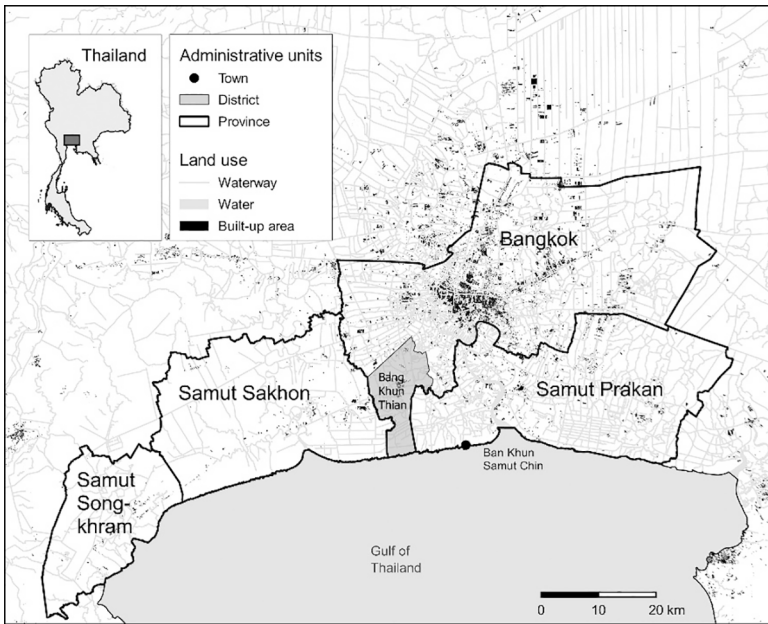 Thailand
Administrative units
Town
District
Province
Land use
Waterway
Water
Built-up area
Bangkok
Bang
Khun
Thian
Samut Sakhon
Samut Prakan
Ban Khun
Samut Chin
Samut
Song-
khram
Gulf of
Thailand
0 10 20 km